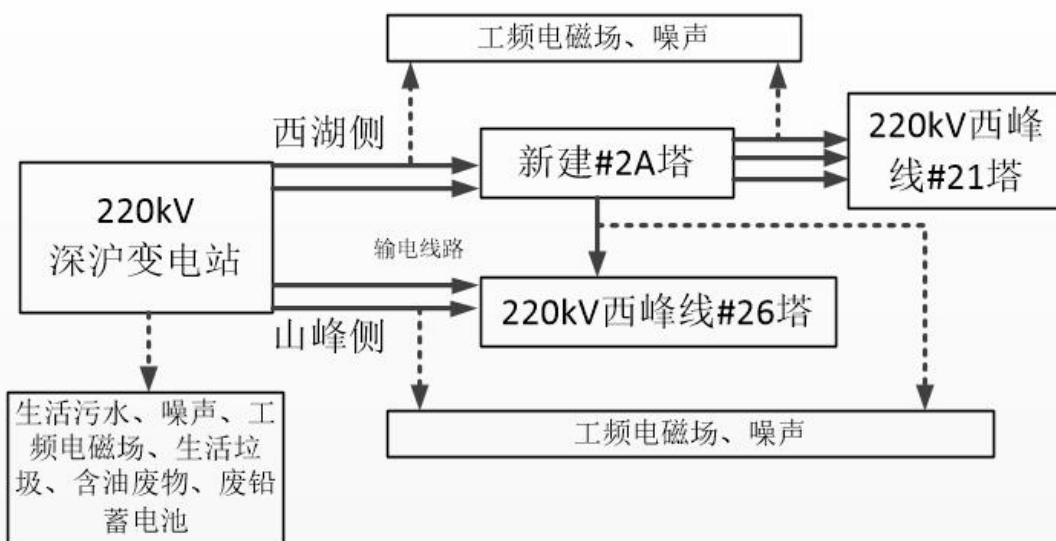 工频电磁场、噪声
西湖侧
新建#2A塔
220kV西峰
线#21塔
220kV
深沪变电站
输电线路
220kV西峰线#26塔
山峰侧
生活污水、噪声、工
频电磁场、生活垃
圾、含油废物、废铅
蓄电池
工频电磁场、噪声